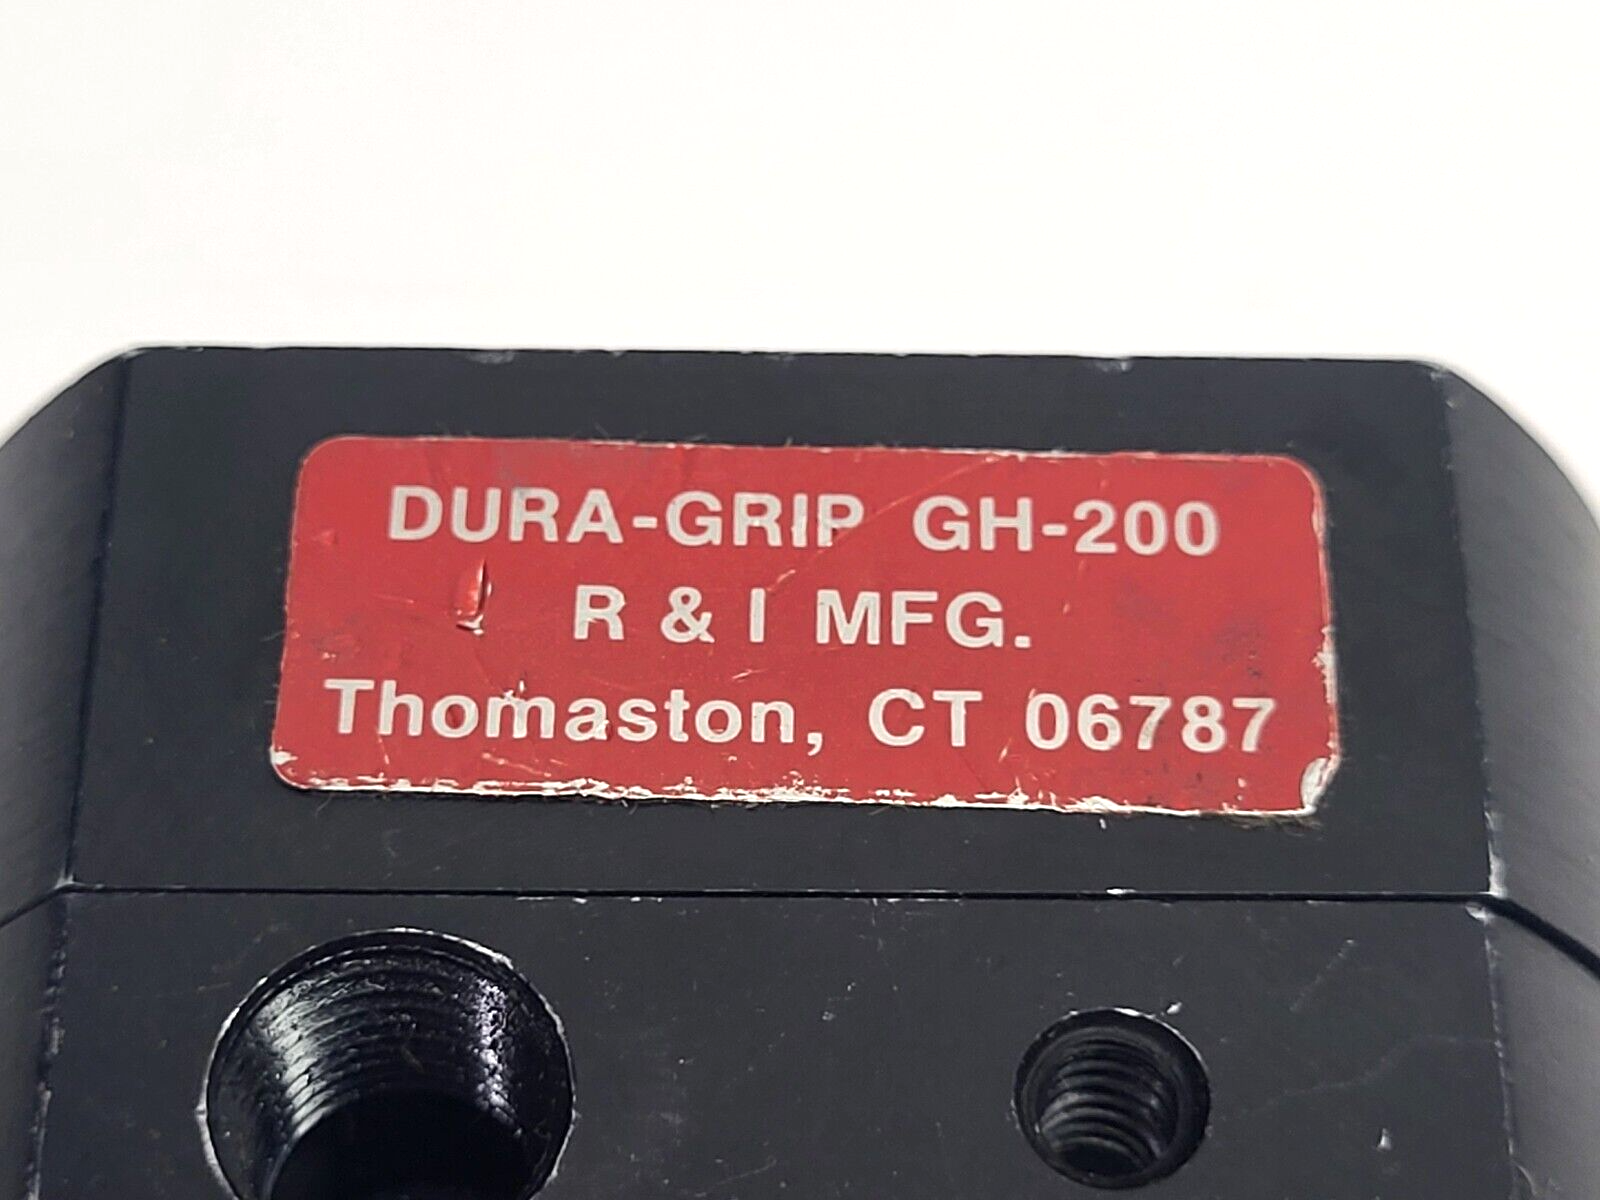 DURA-GRIP GH-200
R & I MFG.
Thomaston, CT 06787